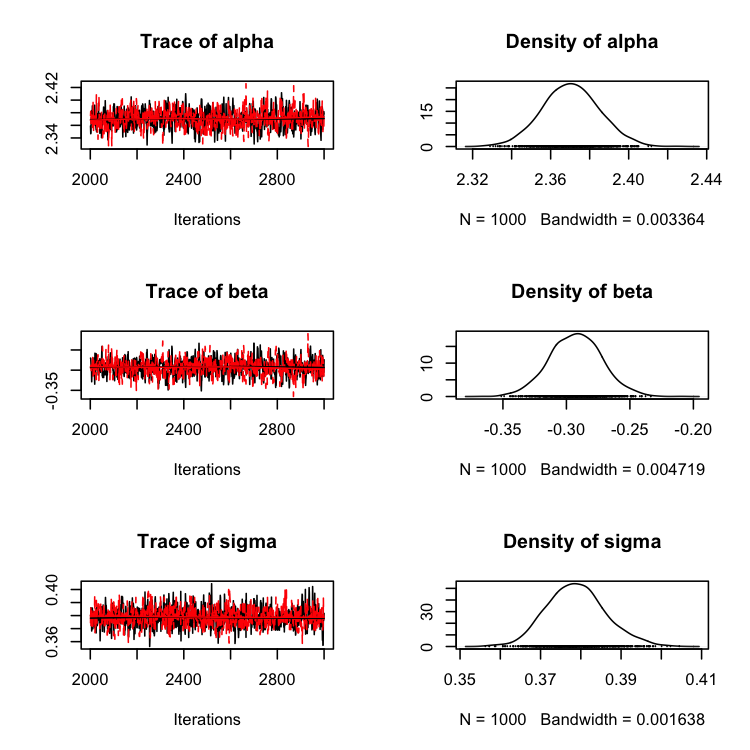 Trace of alpha
2.42
2.34
2000 2400 2800
Iterations
Density of alpha
15
0
2.32 2.36 2.40 2.44
N = 1000 Bandwidth = 0.003364
Trace of beta
-0.35
2000 2400 2800
Iterations
Density of beta
10
0
-0.35 -0.30 -0.25 -0.20
N = 1000 Bandwidth = 0.004719
Trace of sigma
0.40
0.36
2000 2400 2800
Iterations
Density of sigma
30
0
0.35 0.37 0.39 0.41
N = 1000 Bandwidth = 0.001638